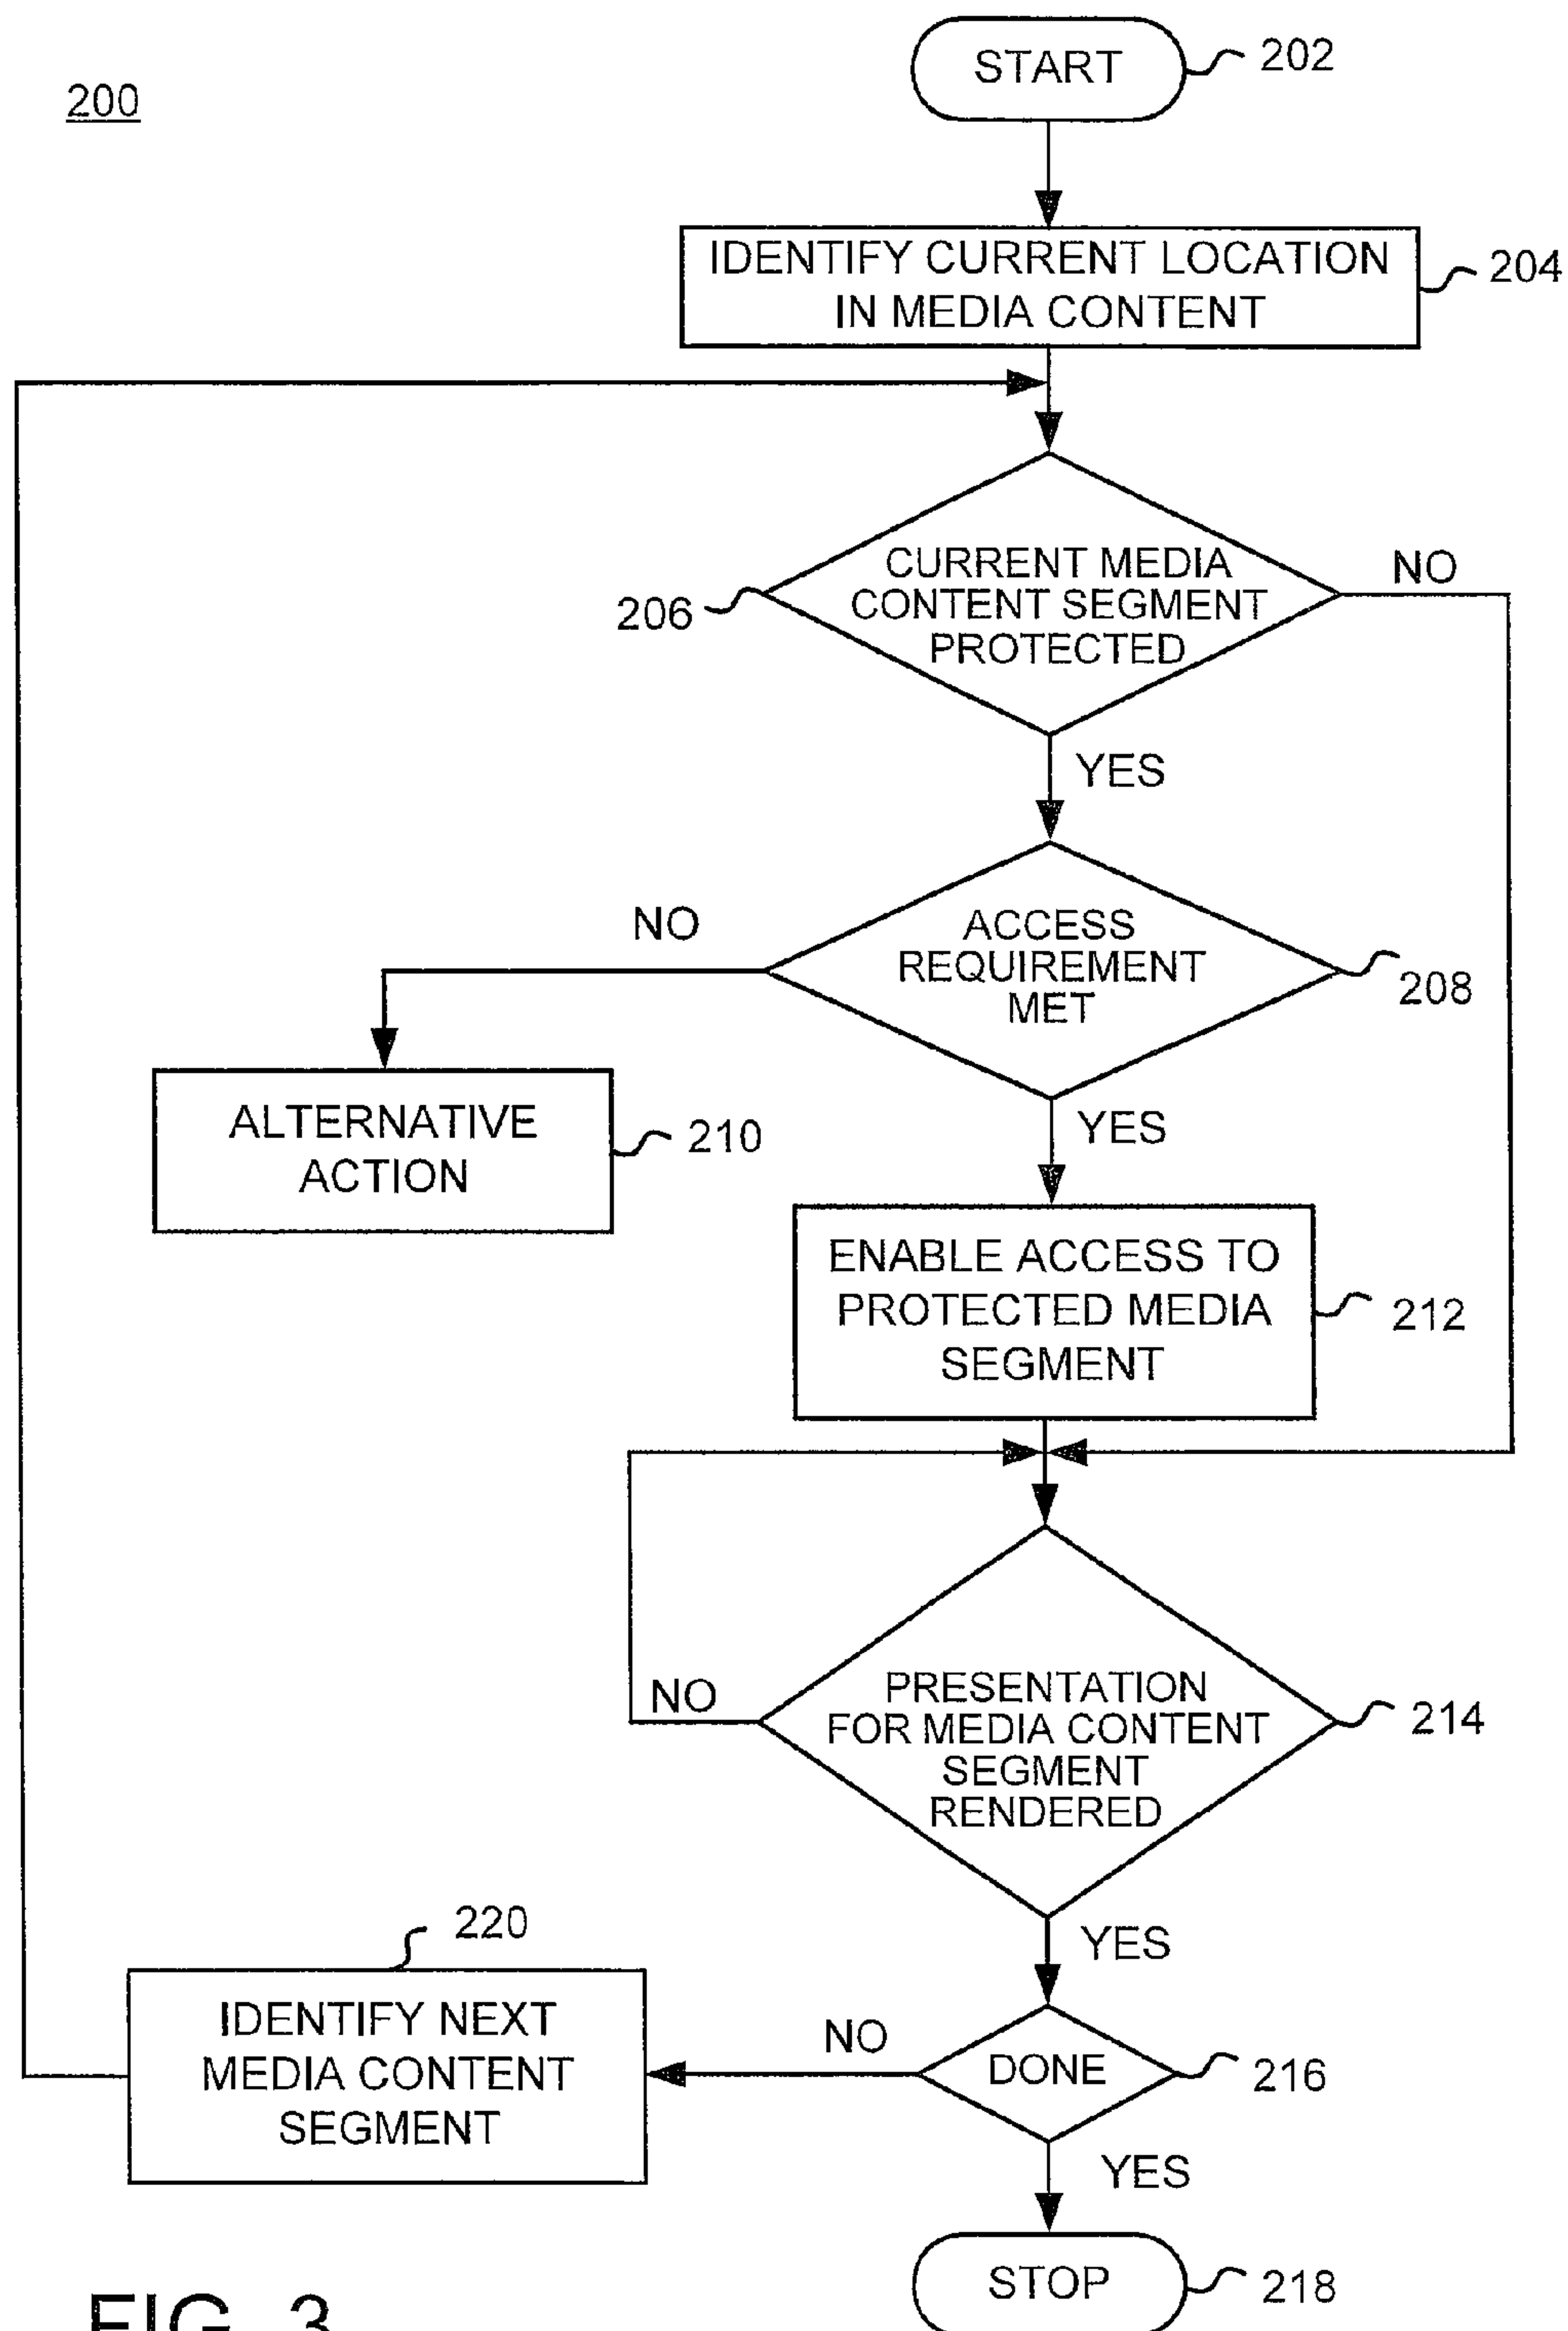 START
202
200
IDENTIFY CURRENT LOCATION
IN MEDIA CONTENT
204
CURRENT MEDIA
CONTENT SEGMENT
PROTECTED
NO
206
YES
NO
ACCESS
REQUIREMENT
MET
208
ALTERNATIVE
ACTION
210
YES
ENABLE ACCESS TO
PROTECTED MEDIA
SEGMENT
212
NO
PRESENTATION
FOR MEDIA CONTENT
SEGMENT
RENDERED
214
YES
220
IDENTIFY NEXT
MEDIA CONTENT
SEGMENT
NO
DONE
216
YES
STOP
218
FIG. 3